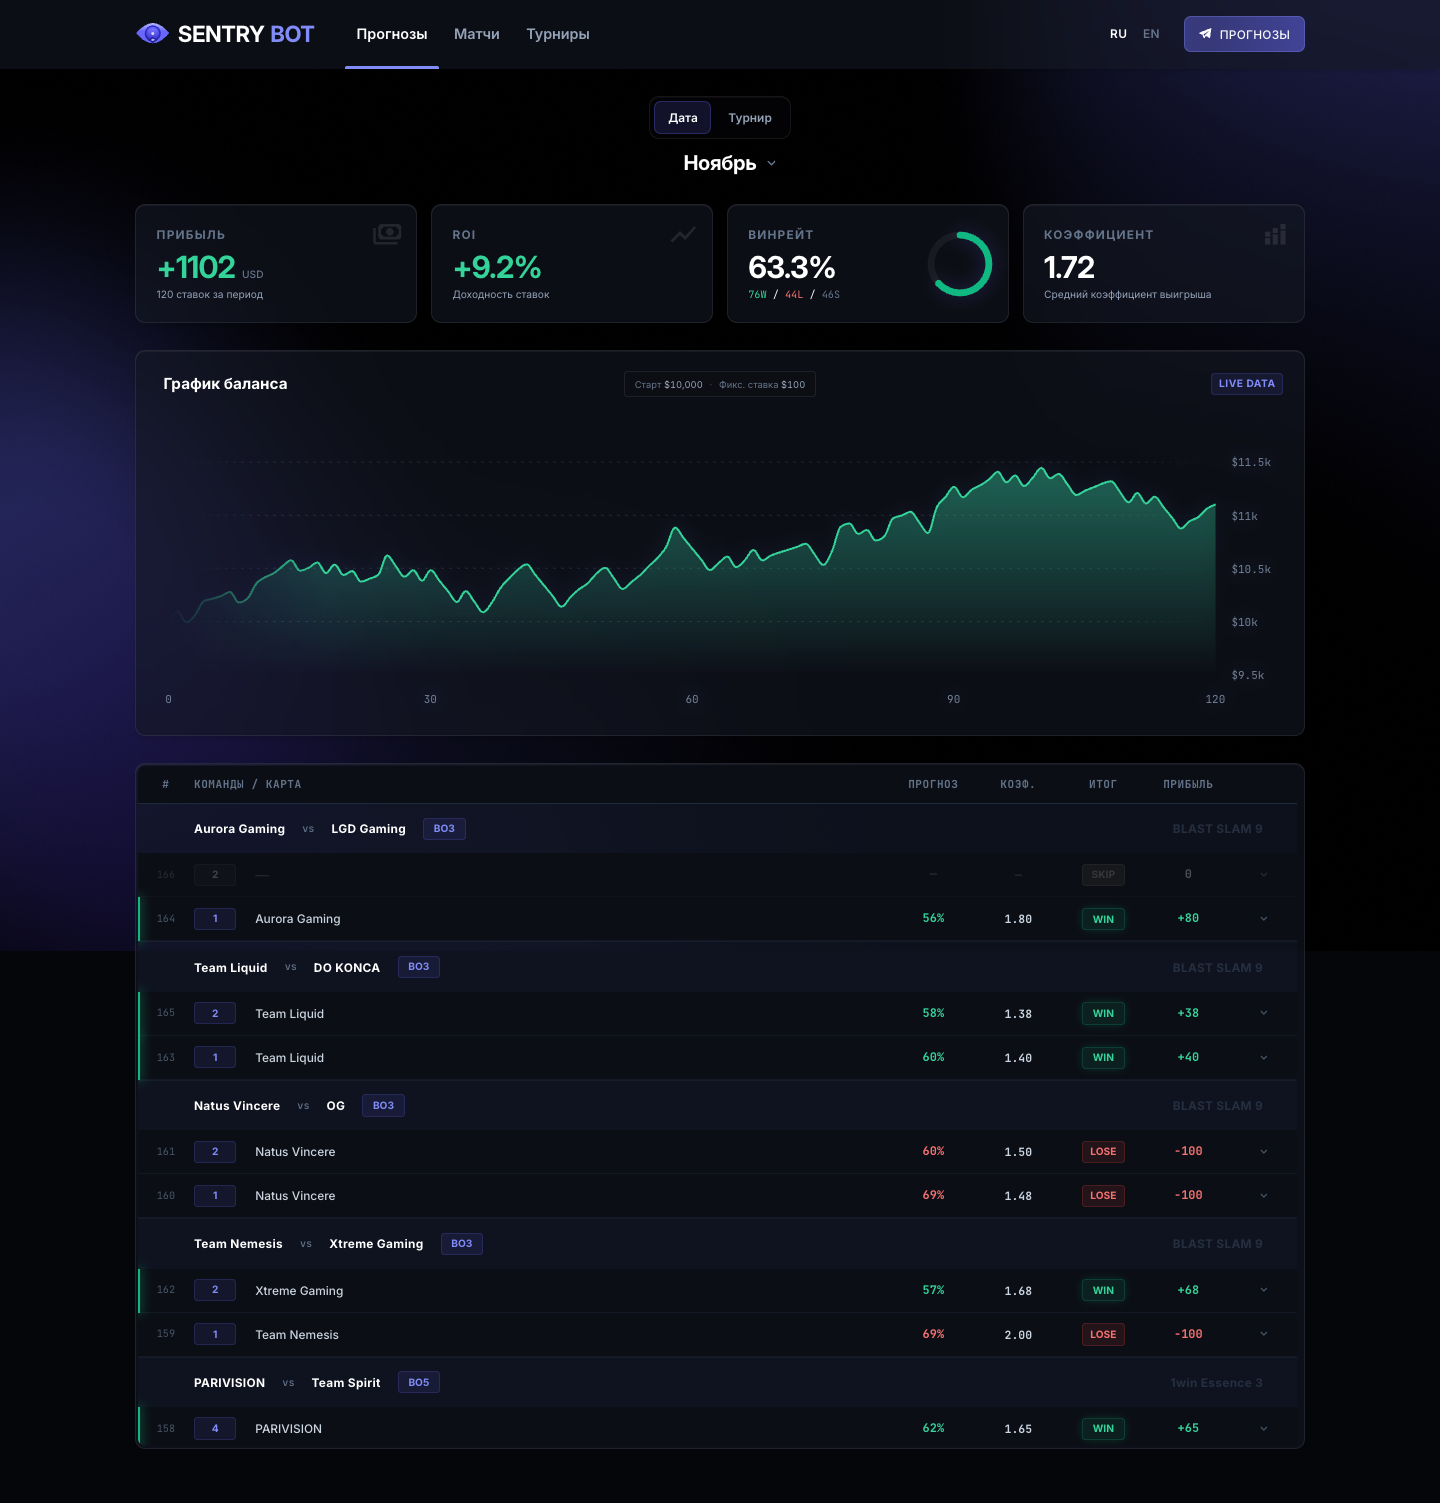 SENTRY BOT Прогнозы Матчи Турниры RU EN ПРОГНОЗЫ
Дата Турнир
Ноябрь
ПРИБЫЛЬ
+1102 USD
120 ставок за период
ROI
+9.2%
Доходность ставок
ВИНРЕЙТ
63.3%
76W / 44L / 46S
КОЭФФИЦИЕНТ
1.72
Средний коэффициент выигрыша
График баланса Старт $10,000 · Фикс. ставка $100 LIVE DATA
$11.5k
$11k
$10.5k
$10k
$9.5k
0 30 60 90 120
# КОМАНДЫ / КАРТА ПРОГНОЗ КОЭФ. ИТОГ ПРИБЫЛЬ
Aurora Gaming vs LGD Gaming BO3 BLAST SLAM 9
166 2 — — — SKIP 0
164 1 Aurora Gaming 56% 1.80 WIN +80
Team Liquid vs DO KONCA BO3 BLAST SLAM 9
165 2 Team Liquid 58% 1.38 WIN +38
163 1 Team Liquid 60% 1.40 WIN +40
Natus Vincere vs OG BO3 BLAST SLAM 9
161 2 Natus Vincere 60% 1.50 LOSE -100
160 1 Natus Vincere 69% 1.48 LOSE -100
Team Nemesis vs Xtreme Gaming BO3 BLAST SLAM 9
162 2 Xtreme Gaming 57% 1.68 WIN +68
159 1 Team Nemesis 69% 2.00 LOSE -100
PARIVISION vs Team Spirit BO5 1win Essence 3
158 4 PARIVISION 62% 1.65 WIN +65